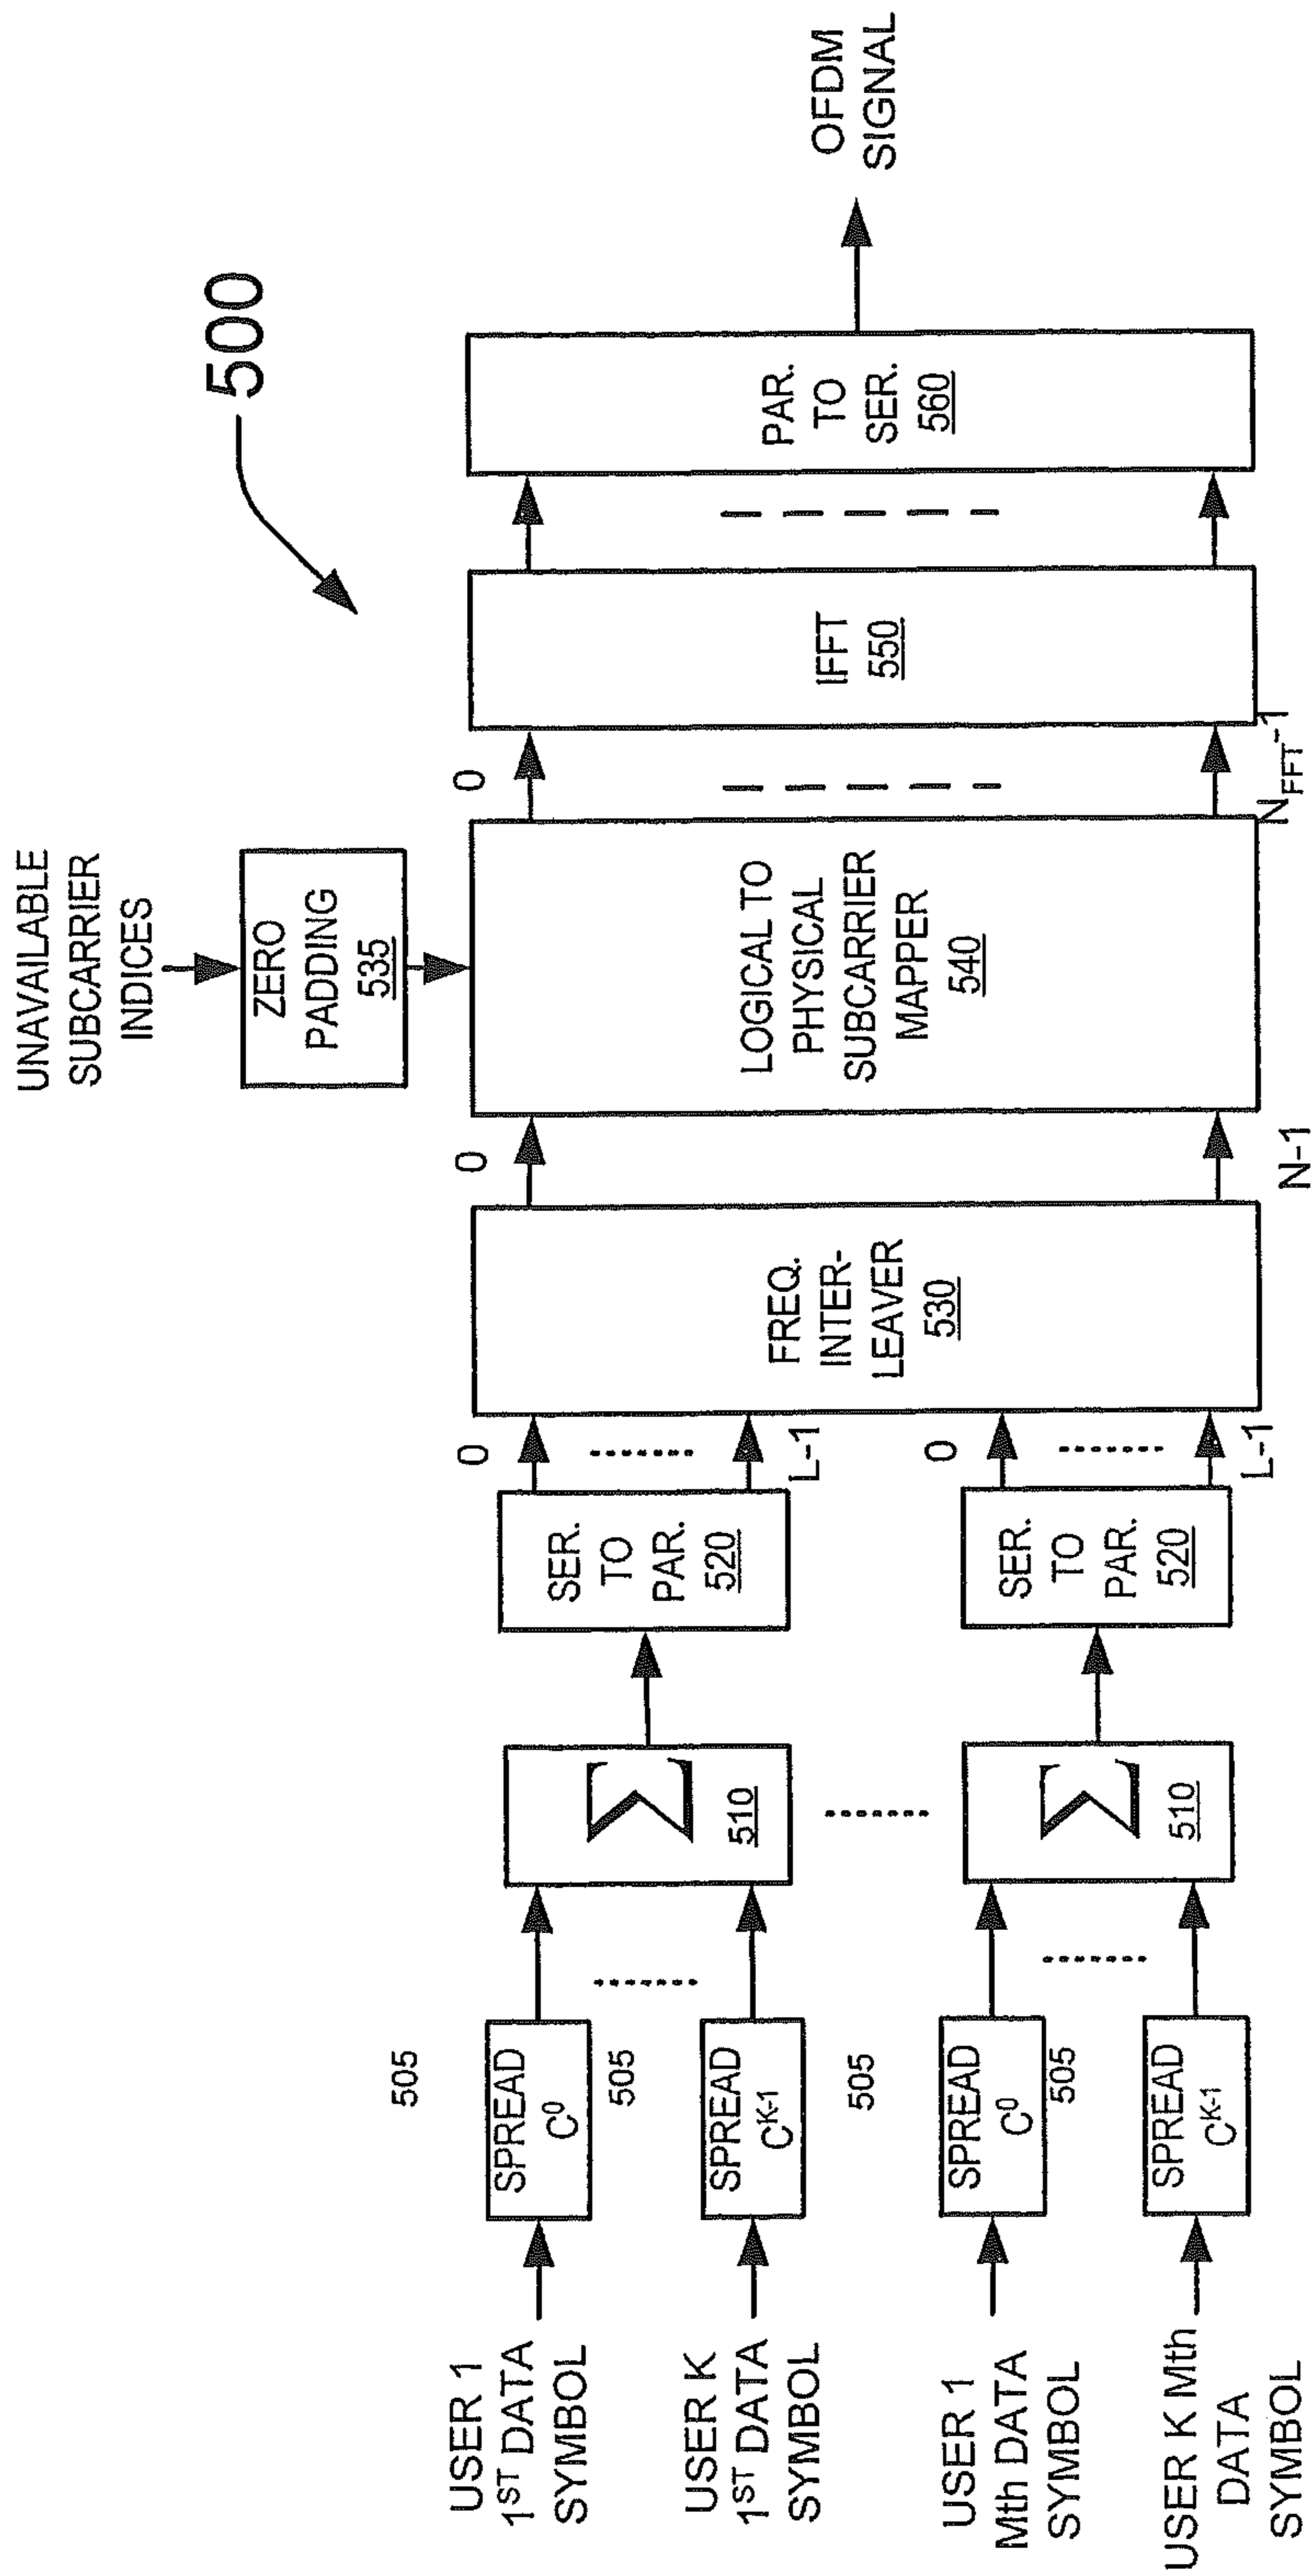 500
UNAVAILABLE
SUBCARRIER
INDICES
ZERO
PADDING
535
USER 1
1ST DATA
SYMBOL
505
SPREAD
C0
USER K
1ST DATA
SYMBOL
505
SPREAD
CK-1
USER 1
Mth DATA
SYMBOL
505
SPREAD
C0
USER K Mth
DATA
SYMBOL
505
SPREAD
CK-1
Σ
510
Σ
510
SER.
TO
PAR.
520
SER.
TO
PAR.
520
0
L-1
0
L-1
FREQ.
INTER-
LEAVER
530
0
N-1
LOGICAL TO
PHYSICAL
SUBCARRIER
MAPPER
540
0
NFFT-1
IFFT
550
PAR.
TO
SER.
560
OFDM
SIGNAL